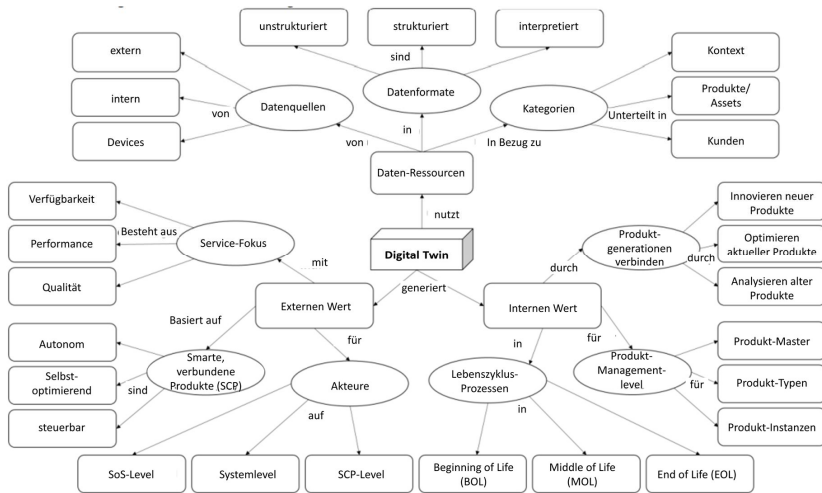 unstrukturiert
strukturiert
interpretiert
extern
sind
Kontext
Datenformate
intern
Datenquellen
Kategorien
Produkte/
Assets
von
Unterteilt in
Devices
in
von
In Bezug zu
Kunden
Daten-Ressourcen
Verfügbarkeit
nutzt
Innovieren neuer
Produkte
Besteht aus
Performance
Service-Fokus
Digital Twin
Produkt-
generationen
verbinden
durch
Optimieren
aktueller Produkte
mit
durch
Qualität
generiert
Analysieren alter
Produkte
Externen Wert
Internen Wert
Basiert auf
für
in
für
Autonom
Produkt-Master
Smarte,
verbundene
Produkte (SCP)
Akteure
Lebenszyklus-
Prozessen
Produkt-
Management-
level
Selbst-
optimierend
sind
für
Produkt-Typen
auf
in
steuerbar
Produkt-Instanzen
SoS-Level
Systemlevel
SCP-Level
Beginning of Life
(BOL)
Middle of Life
(MOL)
End of Life (EOL)